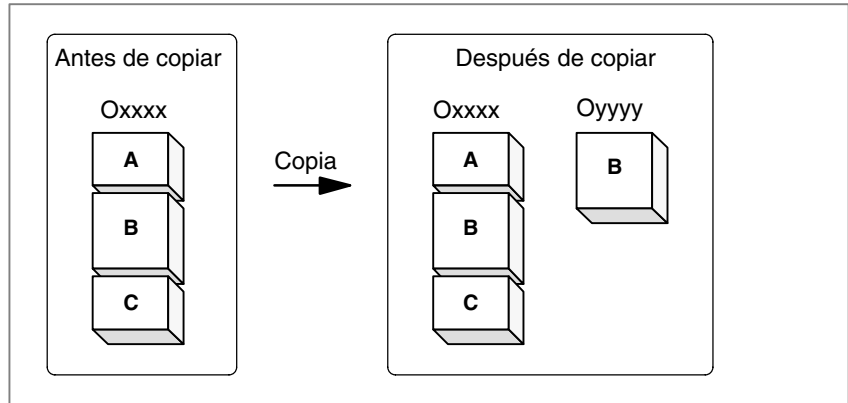 Antes de copiar
Oxxxx
A
B
C
Copia
Después de copiar
Oxxxx
Oyyyy
A
B
C
B